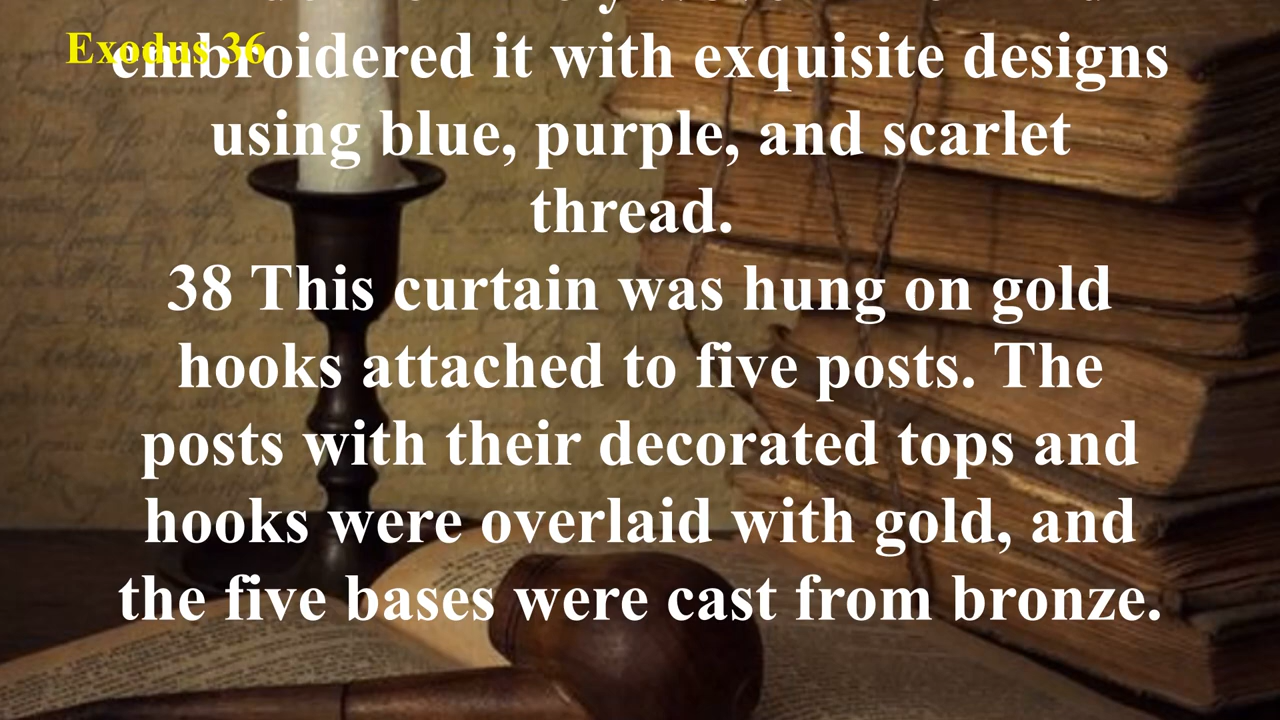 Exodus 36
embroidered it with exquisite designs
using blue, purple, and scarlet
thread.
38 This curtain was hung on gold
hooks attached to five posts. The
posts with their decorated tops and
hooks were overlaid with gold, and
the five bases were cast from bronze.